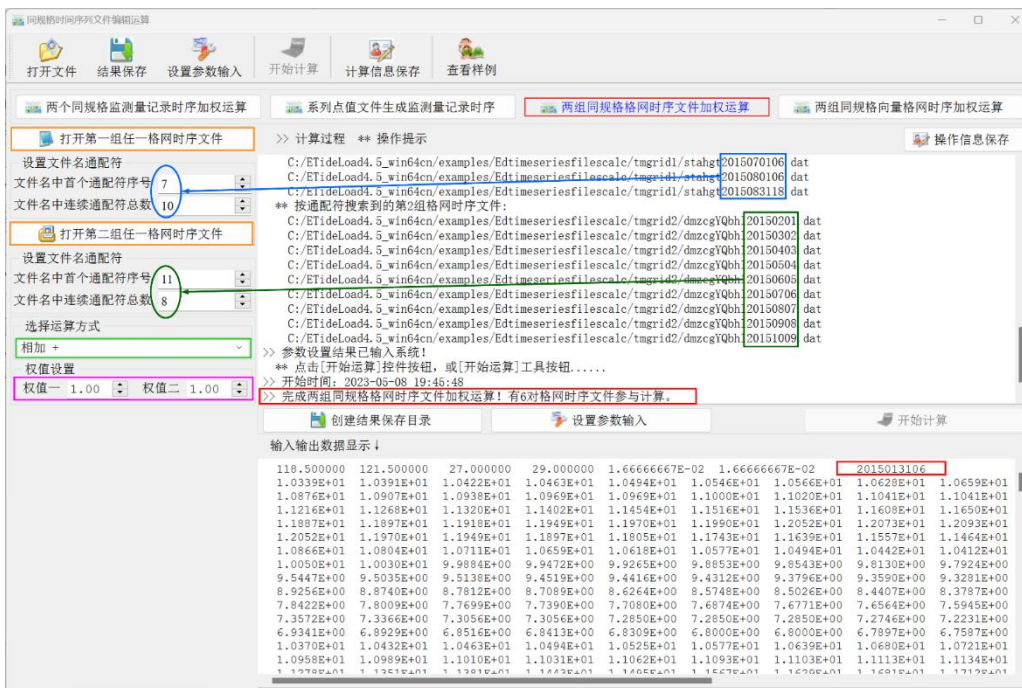 同规格时间序列文件编辑运算
打开文件 结果保存 设置参数输入 开始计算 计算信息保存 查看样例
两个同规格监测量记录时序加权运算 系列点值文件生成监测量记录时序 两组同规格格网时序文件加权运算 两组同规格向量格网时序加权运算
打开第一组任一格网时序文件
设置文件名通配符
文件名中首个通配符序号 7
文件名中连续通配符总数 10
打开第二组任一格网时序文件
设置文件名通配符
文件名中首个通配符序号 11
文件名中连续通配符总数 8
选择运算方式
相加 +
权值设置
权值一 1.00 权值二 1.00
>> 计算过程 ** 操作提示
操作信息保存
C:/ETideLoad4.5_win64cn/examples/Edtimeseriesfilescalc/tmgrid1/stahgt2015070106 dat
C:/ETideLoad4.5_win64cn/examples/Edtimeseriesfilescalc/tmgrid1/stahgt2015080106 dat
C:/ETideLoad4.5_win64cn/examples/Edtimeseriesfilescalc/tmgrid1/stahgt2015083118 dat
** 按通配符搜索到的第2组格网时序文件:
C:/ETideLoad4.5_win64cn/examples/Edtimeseriesfilescalc/tmgrid2/dmzcgYQbhl20150201 dat
C:/ETideLoad4.5_win64cn/examples/Edtimeseriesfilescalc/tmgrid2/dmzcgYQbhl20150302 dat
C:/ETideLoad4.5_win64cn/examples/Edtimeseriesfilescalc/tmgrid2/dmzcgYQbhl20150403 dat
C:/ETideLoad4.5_win64cn/examples/Edtimeseriesfilescalc/tmgrid2/dmzcgYQbhl20150504 dat
C:/ETideLoad4.5_win64cn/examples/Edtimeseriesfilescalc/tmgrid2/dmzcgYQbhl20150605 dat
C:/ETideLoad4.5_win64cn/examples/Edtimeseriesfilescalc/tmgrid2/dmzcgYQbhl20150706 dat
C:/ETideLoad4.5_win64cn/examples/Edtimeseriesfilescalc/tmgrid2/dmzcgYQbhl20150807 dat
C:/ETideLoad4.5_win64cn/examples/Edtimeseriesfilescalc/tmgrid2/dmzcgYQbhl20150908 dat
C:/ETideLoad4.5_win64cn/examples/Edtimeseriesfilescalc/tmgrid2/dmzcgYQbhl20151009 dat
>> 参数设置结果已输入系统！
** 点击[开始运算]控件按钮，或[开始运算]工具按钮......
>> 开始时间: 2023-05-08 19:45:48
>> 完成两组同规格格网时序文件加权运算！有6对格网时序文件参与计算。
创建结果保存目录 设置参数输入 开始计算
输入输出数据显示↓
118.500000 121.500000 27.000000 29.000000 1.66666667E-02 1.66666667E-02 2015013106
1.0339E+01 1.0391E+01 1.0422E+01 1.0463E+01 1.0494E+01 1.0546E+01 1.0566E+01 1.0628E+01 1.0659E+01
1.0876E+01 1.0907E+01 1.0938E+01 1.0969E+01 1.0969E+01 1.1000E+01 1.1020E+01 1.1041E+01 1.1041E+01
1.1216E+01 1.1268E+01 1.1320E+01 1.1402E+01 1.1454E+01 1.1516E+01 1.1536E+01 1.1608E+01 1.1650E+01
1.1887E+01 1.1897E+01 1.1918E+01 1.1949E+01 1.1970E+01 1.1990E+01 1.2052E+01 1.2073E+01 1.2093E+01
1.2052E+01 1.1970E+01 1.1949E+01 1.1897E+01 1.1805E+01 1.1743E+01 1.1639E+01 1.1557E+01 1.1464E+01
1.0866E+01 1.0804E+01 1.0711E+01 1.0659E+01 1.0618E+01 1.0577E+01 1.0494E+01 1.0442E+01 1.0412E+01
1.0050E+01 1.0030E+01 9.9884E+00 9.9472E+00 9.9265E+00 9.8853E+00 9.8543E+00 9.8130E+00 9.7924E+00
9.5447E+00 9.5035E+00 9.5138E+00 9.4519E+00 9.4416E+00 9.4312E+00 9.3796E+00 9.3590E+00 9.3281E+00
8.9256E+00 8.8740E+00 8.7812E+00 8.7089E+00 8.6264E+00 8.5748E+00 8.5026E+00 8.4407E+00 8.3787E+00
7.8422E+00 7.8009E+00 7.7699E+00 7.7390E+00 7.7080E+00 7.6874E+00 7.6771E+00 7.6564E+00 7.5945E+00
7.3572E+00 7.3366E+00 7.3056E+00 7.3056E+00 7.2850E+00 7.2850E+00 7.2850E+00 7.2746E+00 7.2231E+00
6.9341E+00 6.8929E+00 6.8516E+00 6.8413E+00 6.8309E+00 6.8000E+00 6.8000E+00 6.7897E+00 6.7587E+00
1.0370E+01 1.0432E+01 1.0463E+01 1.0494E+01 1.0525E+01 1.0577E+01 1.0639E+01 1.0680E+01 1.0721E+01
1.0958E+01 1.0989E+01 1.1010E+01 1.1031E+01 1.1062E+01 1.1093E+01 1.1103E+01 1.1113E+01 1.1134E+01